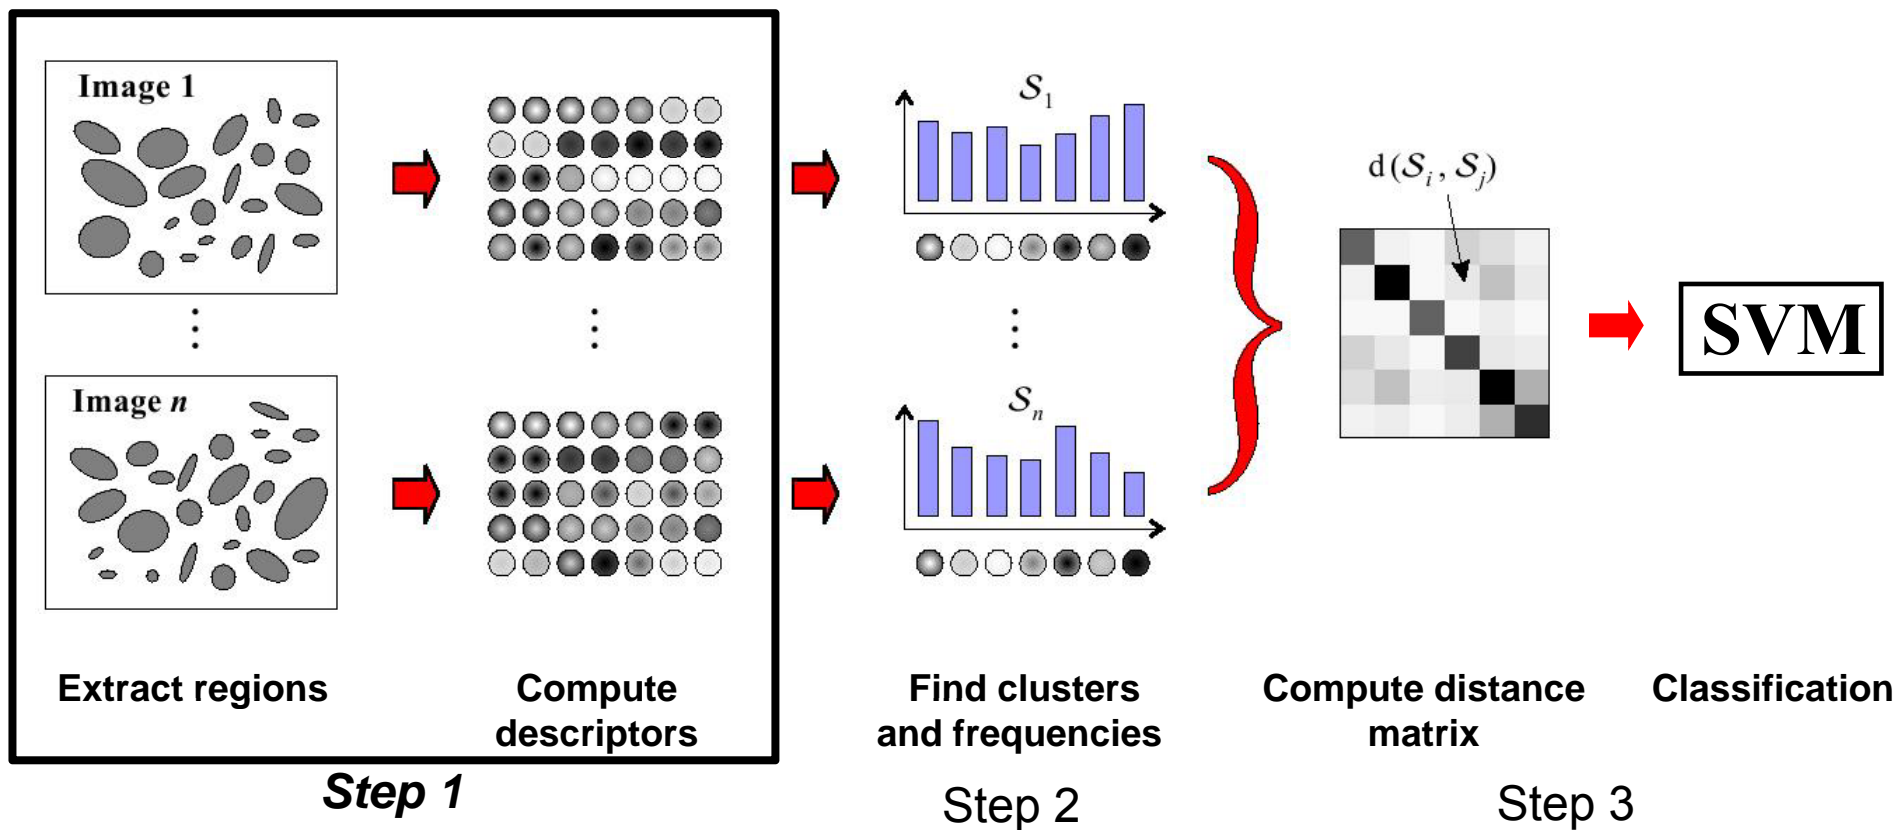 Image 1
S1
d(Si, Sj)
SVM
Image n
Sn
Extract regions
Compute
descriptors
Find clusters
and frequencies
Compute distance
matrix
Classification
Step 1
Step 2
Step 3